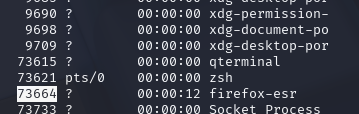 9690 ? 00:00:00 xdg-permission-
9698 ? 00:00:00 xdg-document-po
9709 ? 00:00:00 xdg-desktop-por
73615 ? 00:00:00 qterminal
73621 pts/0 00:00:00 zsh
73664 ? 00:00:12 firefox-esr
73733 ? 00:00:00 Socket Process